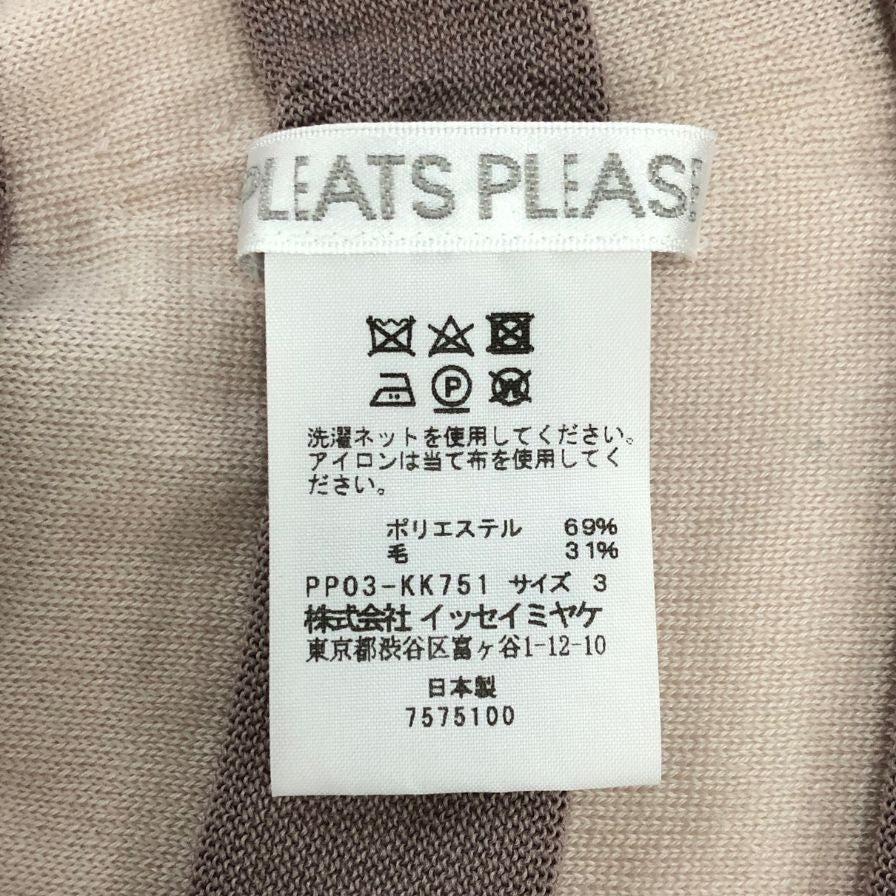 PLEATS PLEASE
P
W
洗濯ネットを使用してください。
アイロンは当て布を使用してく
ださい。
ポリエステル 69%
毛 31%
PP03-KK751 サイズ 3
株式会社 イッセイミヤケ
東京都渋谷区富ヶ谷1-12-10
日本製
7575100